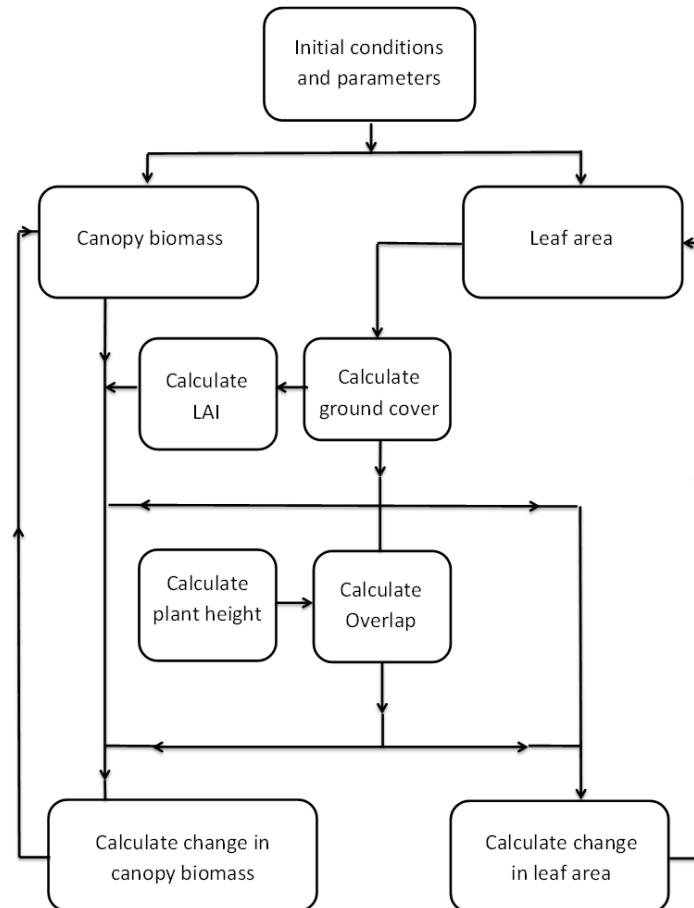 Initial conditions
and parameters
Canopy biomass
Leaf area
Calculate
LAI
Calculate
ground cover
Calculate
plant height
Calculate
Overlap
Calculate change in
canopy biomass
Calculate change
in leaf area